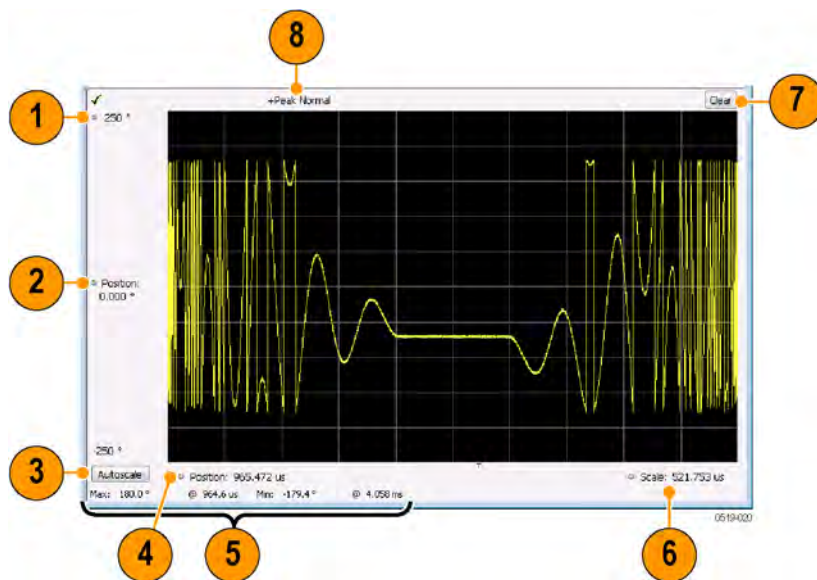 8
+Peak Normal
Clear
7
1
250 °
2
Position:
0.000 °
-250 °
3
Autoscale
Position: 965.472 us
Scale: 521.753 us
Max: 180.0 °
@ 964.6 us
Min: -179.4 °
@ 4.058 ms
0519-020
4
5
6